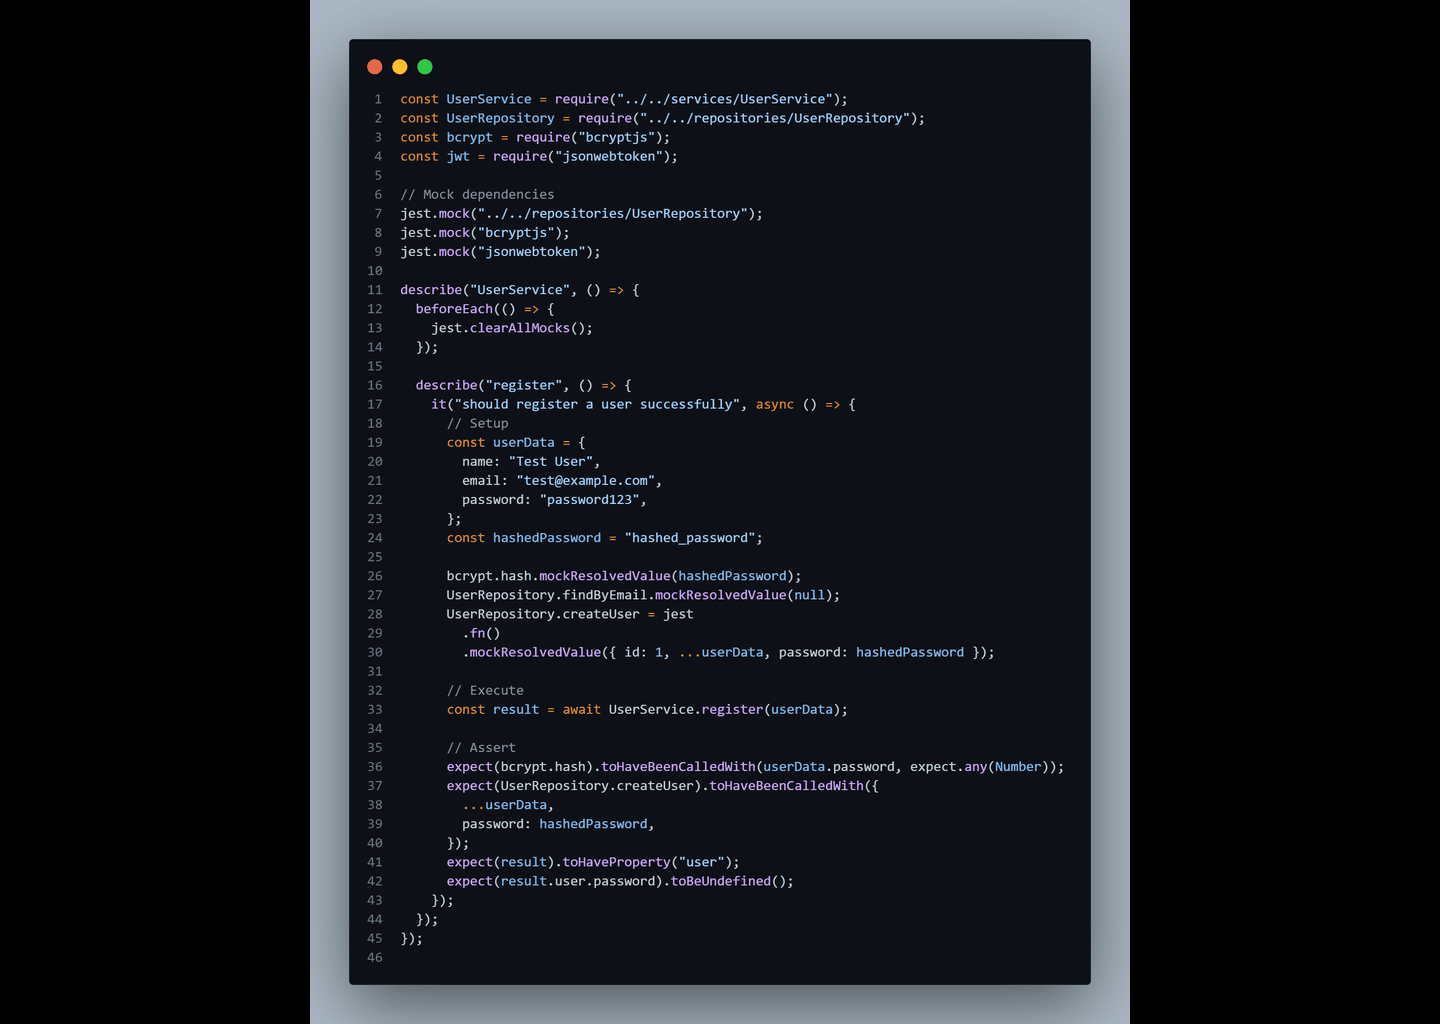 1 const UserService = require("../../services/UserService");
2 const UserRepository = require("../../repositories/UserRepository");
3 const bcrypt = require("bcryptjs");
4 const jwt = require("jsonwebtoken");
5
6 // Mock dependencies
7 jest.mock("../../repositories/UserRepository");
8 jest.mock("bcryptjs");
9 jest.mock("jsonwebtoken");
10
11 describe("UserService", () => {
12   beforeEach(() => {
13     jest.clearAllMocks();
14   });
15
16   describe("register", () => {
17     it("should register a user successfully", async () => {
18       // Setup
19       const userData = {
20         name: "Test User",
21         email: "test@example.com",
22         password: "password123",
23       };
24       const hashedPassword = "hashed_password";
25
26       bcrypt.hash.mockResolvedValue(hashedPassword);
27       UserRepository.findByEmail.mockResolvedValue(null);
28       UserRepository.createUser = jest
29         .fn()
30         .mockResolvedValue({ id: 1, ...userData, password: hashedPassword });
31
32       // Execute
33       const result = await UserService.register(userData);
34
35       // Assert
36       expect(bcrypt.hash).toHaveBeenCalledWith(userData.password, expect.any(Number));
37       expect(UserRepository.createUser).toHaveBeenCalledWith({
38         ...userData,
39         password: hashedPassword,
40       });
41       expect(result).toHaveProperty("user");
42       expect(result.user.password).toBeUndefined();
43     });
44   });
45 });
46